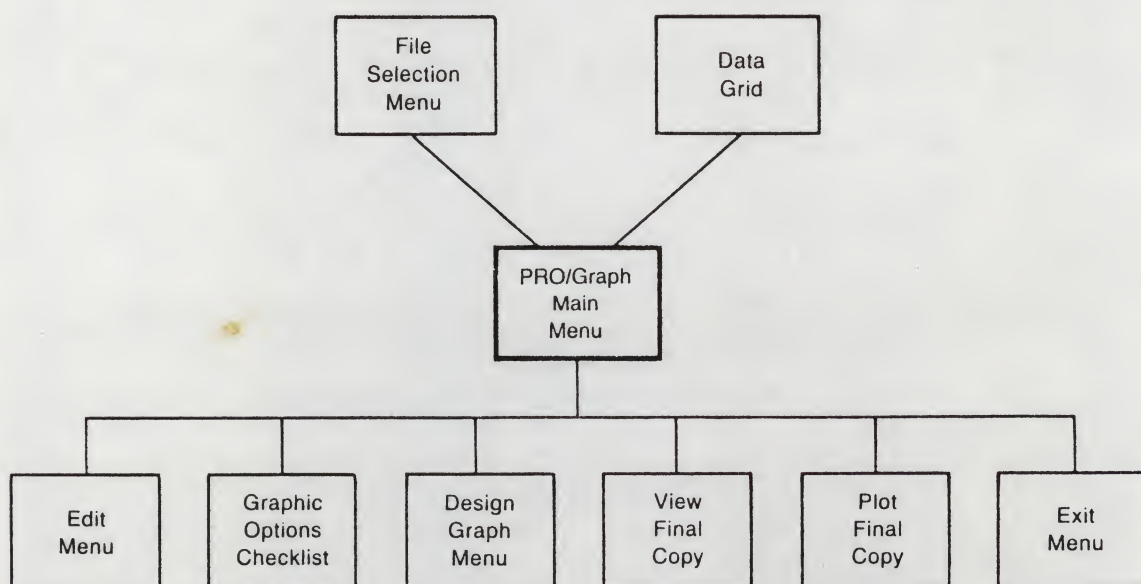 File
Selection
Menu
Data
Grid
PRO/Graph
Main
Menu
Edit
Menu
Graphic
Options
Checklist
Design
Graph
Menu
View
Final
Copy
Plot
Final
Copy
Exit
Menu